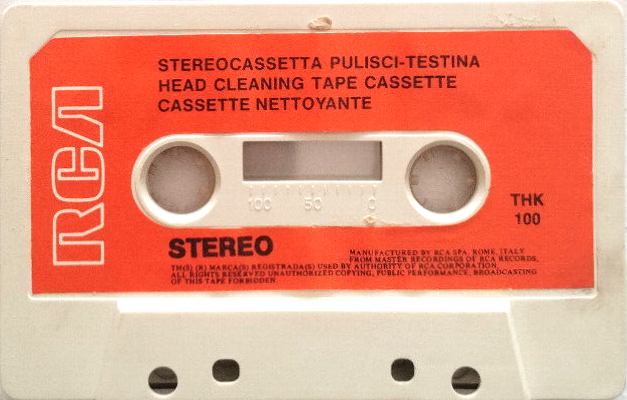 RCA
STEREOCASSETTA PULISCI-TESTINA
HEAD CLEANING TAPE CASSETTE
CASSETTE NETTOYANTE
100 50 0
THK
100
STEREO
MANUFACTURED BY RCA SPA, ROME, ITALY
FROM MASTER RECORDINGS OF RCA RECORDS.
TM(S) (R) MARCA(S) REGISTRADA(S) USED BY AUTHORITY OF RCA CORPORATION
ALL RIGHTS RESERVED UNAUTHORIZED COPYING, PUBLIC PERFORMANCE, BROADCASTING
OF THIS TAPE FORBIDDEN